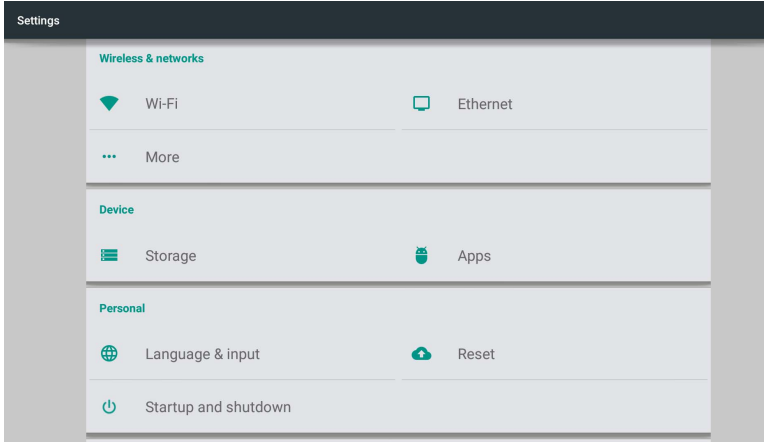 Settings
Wireless & networks
Wi-Fi
Ethernet
More
Device
Storage
Apps
Personal
Language & input
Reset
Startup and shutdown